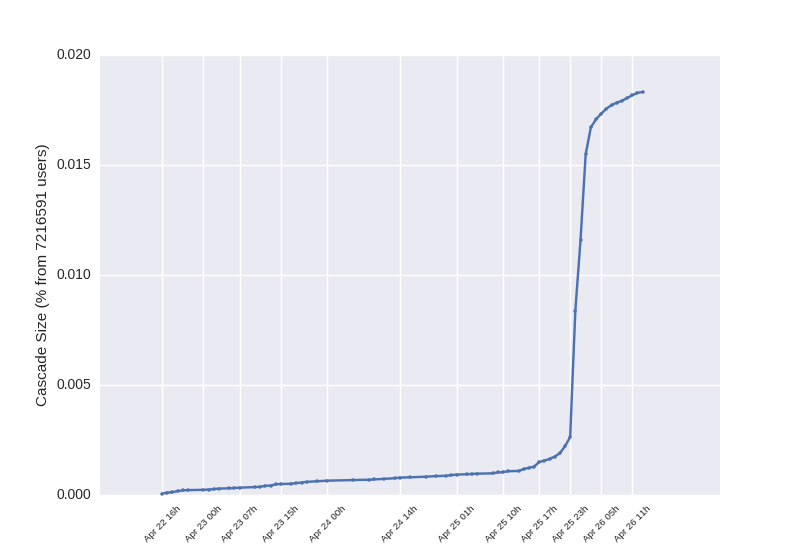 0.020
0.015
0.010
0.005
0.000
Cascade Size (% from 7216591 users)
Apr 22 16h
Apr 23 00h
Apr 23 07h
Apr 23 15h
Apr 24 00h
Apr 24 14h
Apr 25 01h
Apr 25 10h
Apr 25 17h
Apr 25 23h
Apr 26 05h
Apr 26 11h